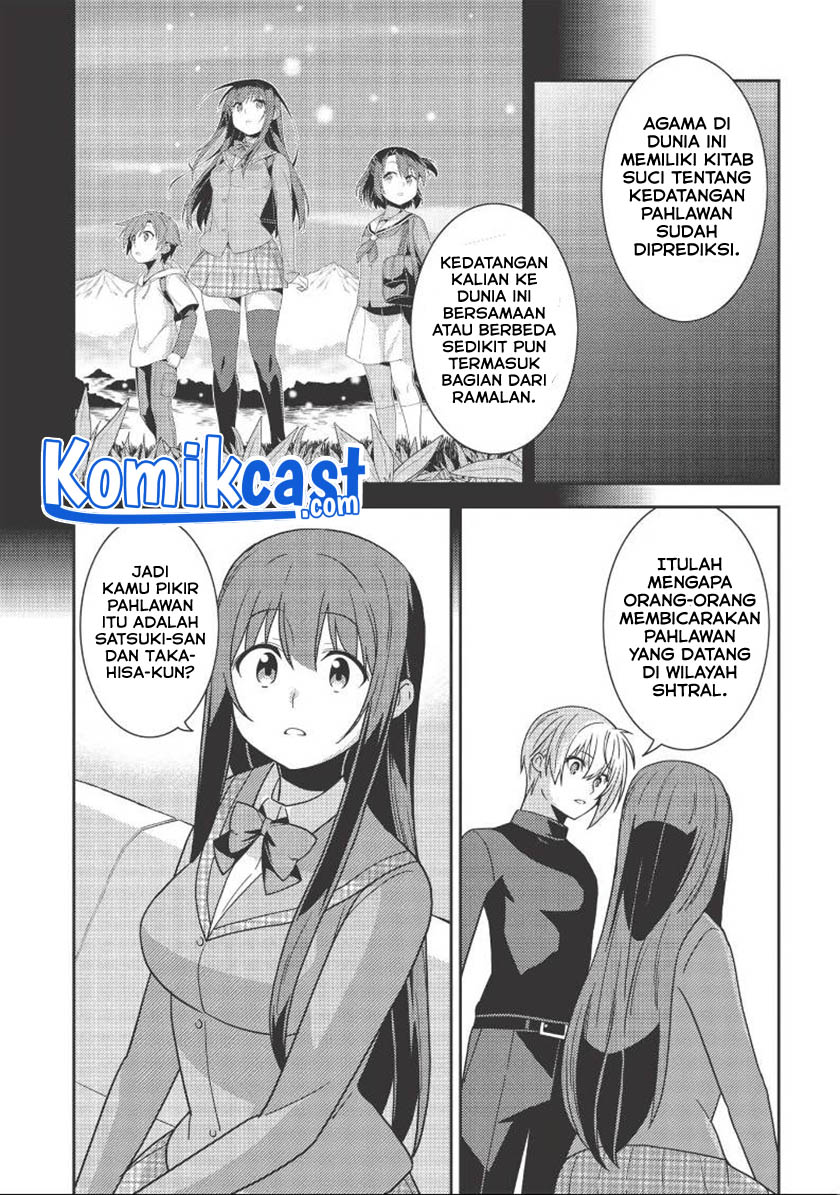 AGAMA DI
DUNIA INI
MEMILIKI KITAB
SUCI TENTANG
KEDATANGAN
PAHLAWAN
SUDAH
DIPREDIKSI.
KEDATANGAN
KALIAN KE
DUNIA INI
BERSAMAAN
ATAU BERBEDA
SEDIKIT PUN
TERMASUK
BAGIAN DARI
RAMALAN.
Komikcast
.com
ITULAH
MENGAPA
ORANG-ORANG
MEMBICARAKAN
PAHLAWAN
YANG DATANG
DI WILAYAH
SHTRAL.
JADI
KAMU PIKIR
PAHLAWAN
ITU ADALAH
SATSUKI-SAN
DAN TAKA-
HISA-KUN?